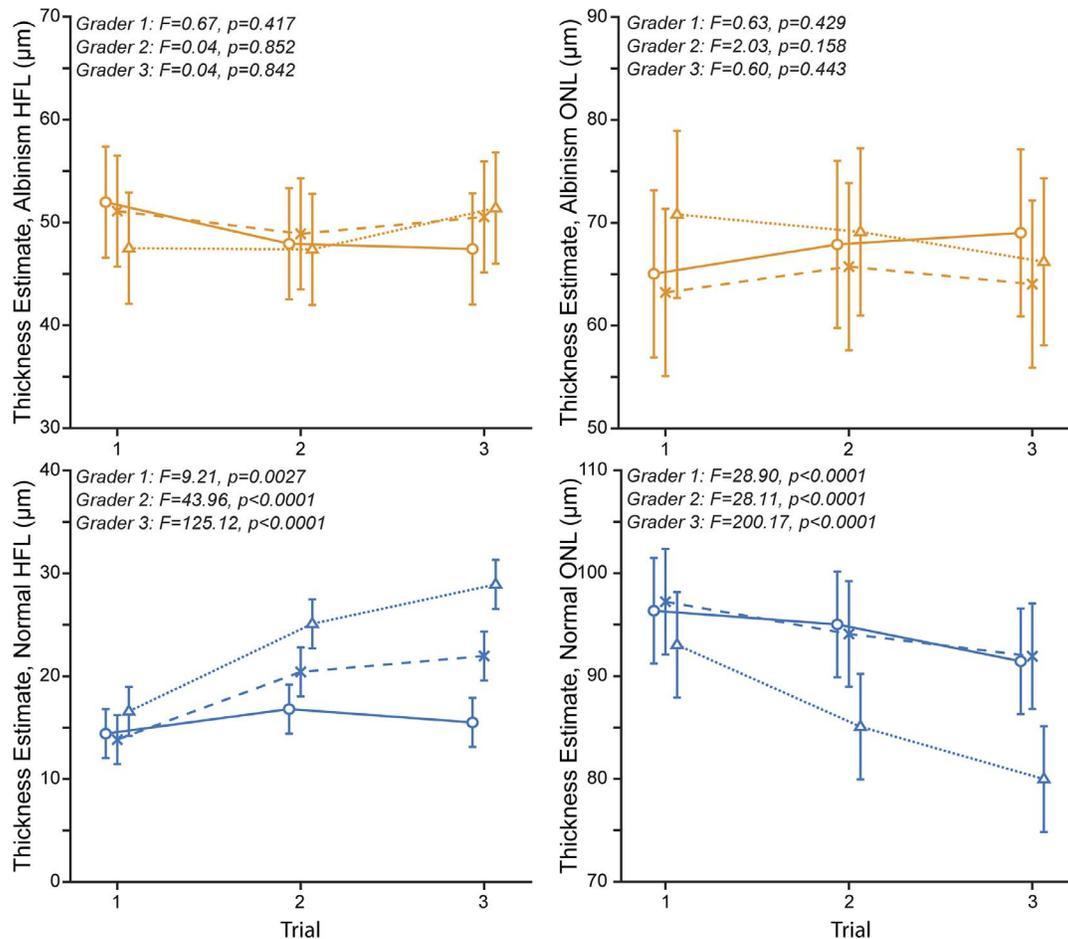 Thickness Estimate, Albinism HFL (μm)
70
60
50
40
30
Grader 1: F=0.67, p=0.417
Grader 2: F=0.04, p=0.852
Grader 3: F=0.04, p=0.842
1 2 3
Thickness Estimate, Albinism ONL (μm)
90
80
70
60
50
Grader 1: F=0.63, p=0.429
Grader 2: F=2.03, p=0.158
Grader 3: F=0.60, p=0.443
1 2 3
Thickness Estimate, Normal HFL (μm)
40
30
20
10
0
Grader 1: F=9.21, p=0.0027
Grader 2: F=43.96, p<0.0001
Grader 3: F=125.12, p<0.0001
1 2 3
Trial
Thickness Estimate, Normal ONL (μm)
110
100
90
80
70
Grader 1: F=28.90, p<0.0001
Grader 2: F=28.11, p<0.0001
Grader 3: F=200.17, p<0.0001
1 2 3
Trial